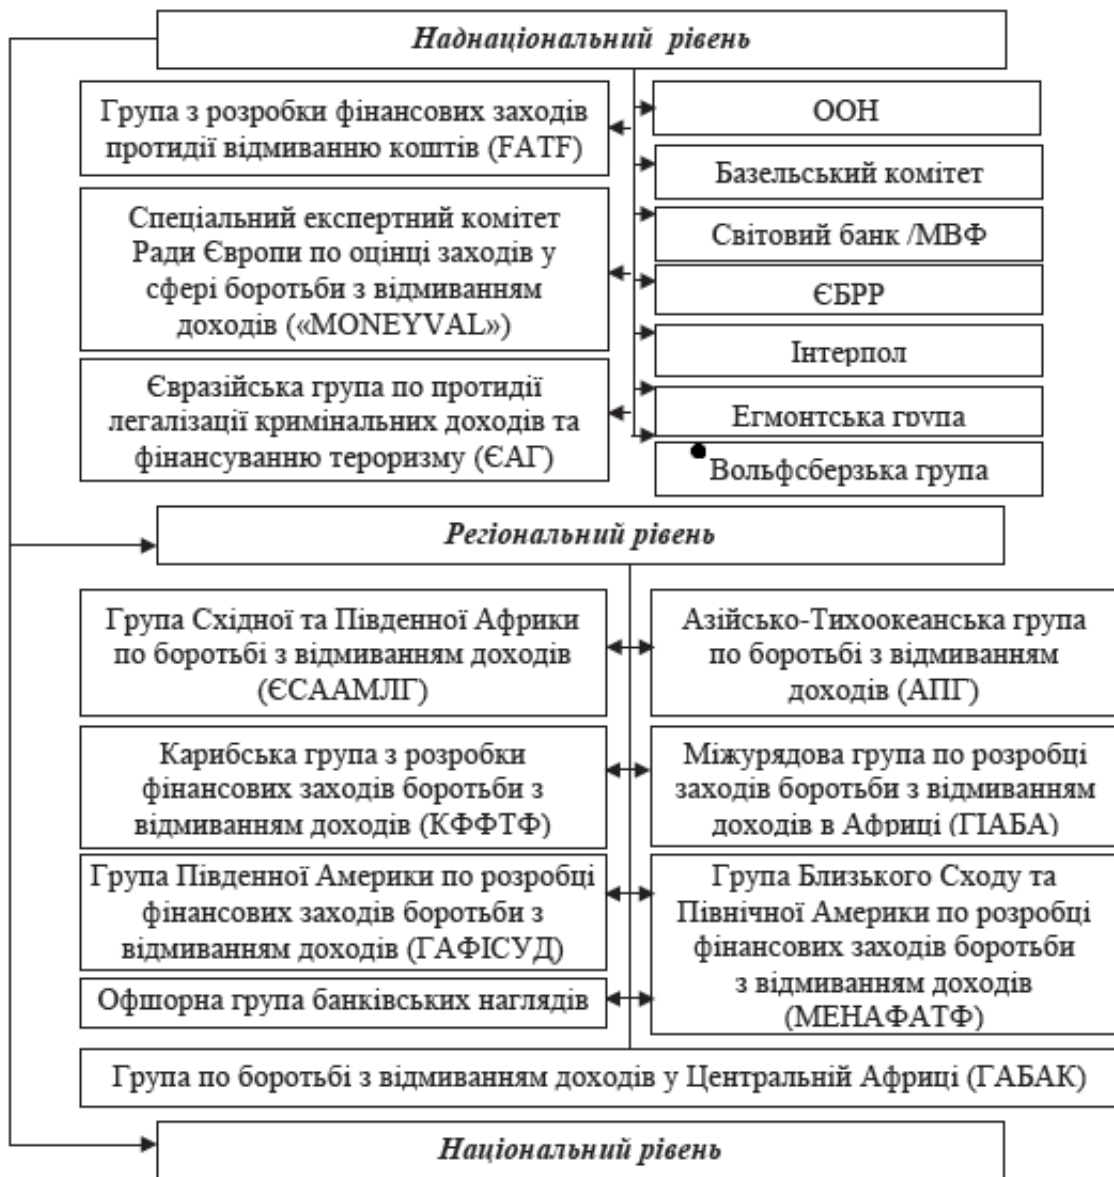 Наднаціональний рівень
Група з розробки фінансових заходів
протидії відмиванню коштів (FATF)
Спеціальний експертний комітет
Ради Європи по оцінці заходів у
сфері боротьби з відмиванням
доходів («MONEYVAL»)
Євразійська група по протидії
легалізації кримінальних доходів та
фінансуванню тероризму (ЄАГ)
ООН
Базельський комітет
Світовий банк /МВФ
ЄБРР
Інтерпол
Егмонтська група
Вольфсберзька група
Регіональний рівень
Група Східної та Південної Африки
по боротьбі з відмиванням доходів
(ЄСААМЛГ)
Азійсько-Тихоокеанська група
по боротьбі з відмиванням
доходів (АПГ)
Карибська група з розробки
фінансових заходів боротьби з
відмиванням доходів (КФФТФ)
Міжурядова група по розробці
заходів боротьби з відмиванням
доходів в Африці (ГІАБА)
Група Південної Америки по розробці
фінансових заходів боротьби з
відмиванням доходів (ГАФІСУД)
Група Близького Сходу та
Північної Америки по розробці
фінансових заходів боротьби
з відмиванням доходів
(МЕНАФАТФ)
Офшорна група банківських наглядів
Група по боротьбі з відмиванням доходів у Центральній Африці (ГАБАК)
Національний рівень